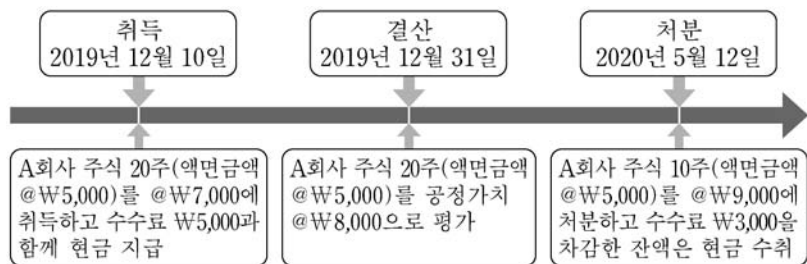 취득
2019년 12월 10일
결산
2019년 12월 31일
처분
2020년 5월 12일
A회사 주식 20주(액면금액
@₩5,000)를 @₩7,000에
취득하고 수수료 ₩5,000과
함께 현금 지급
A회사 주식 20주(액면금액
@₩5,000)를 공정가치
@₩8,000으로 평가
A회사 주식 10주(액면금액
@₩5,000)를 @₩9,000에
처분하고 수수료 ₩3,000을
차감한 잔액은 현금 수취